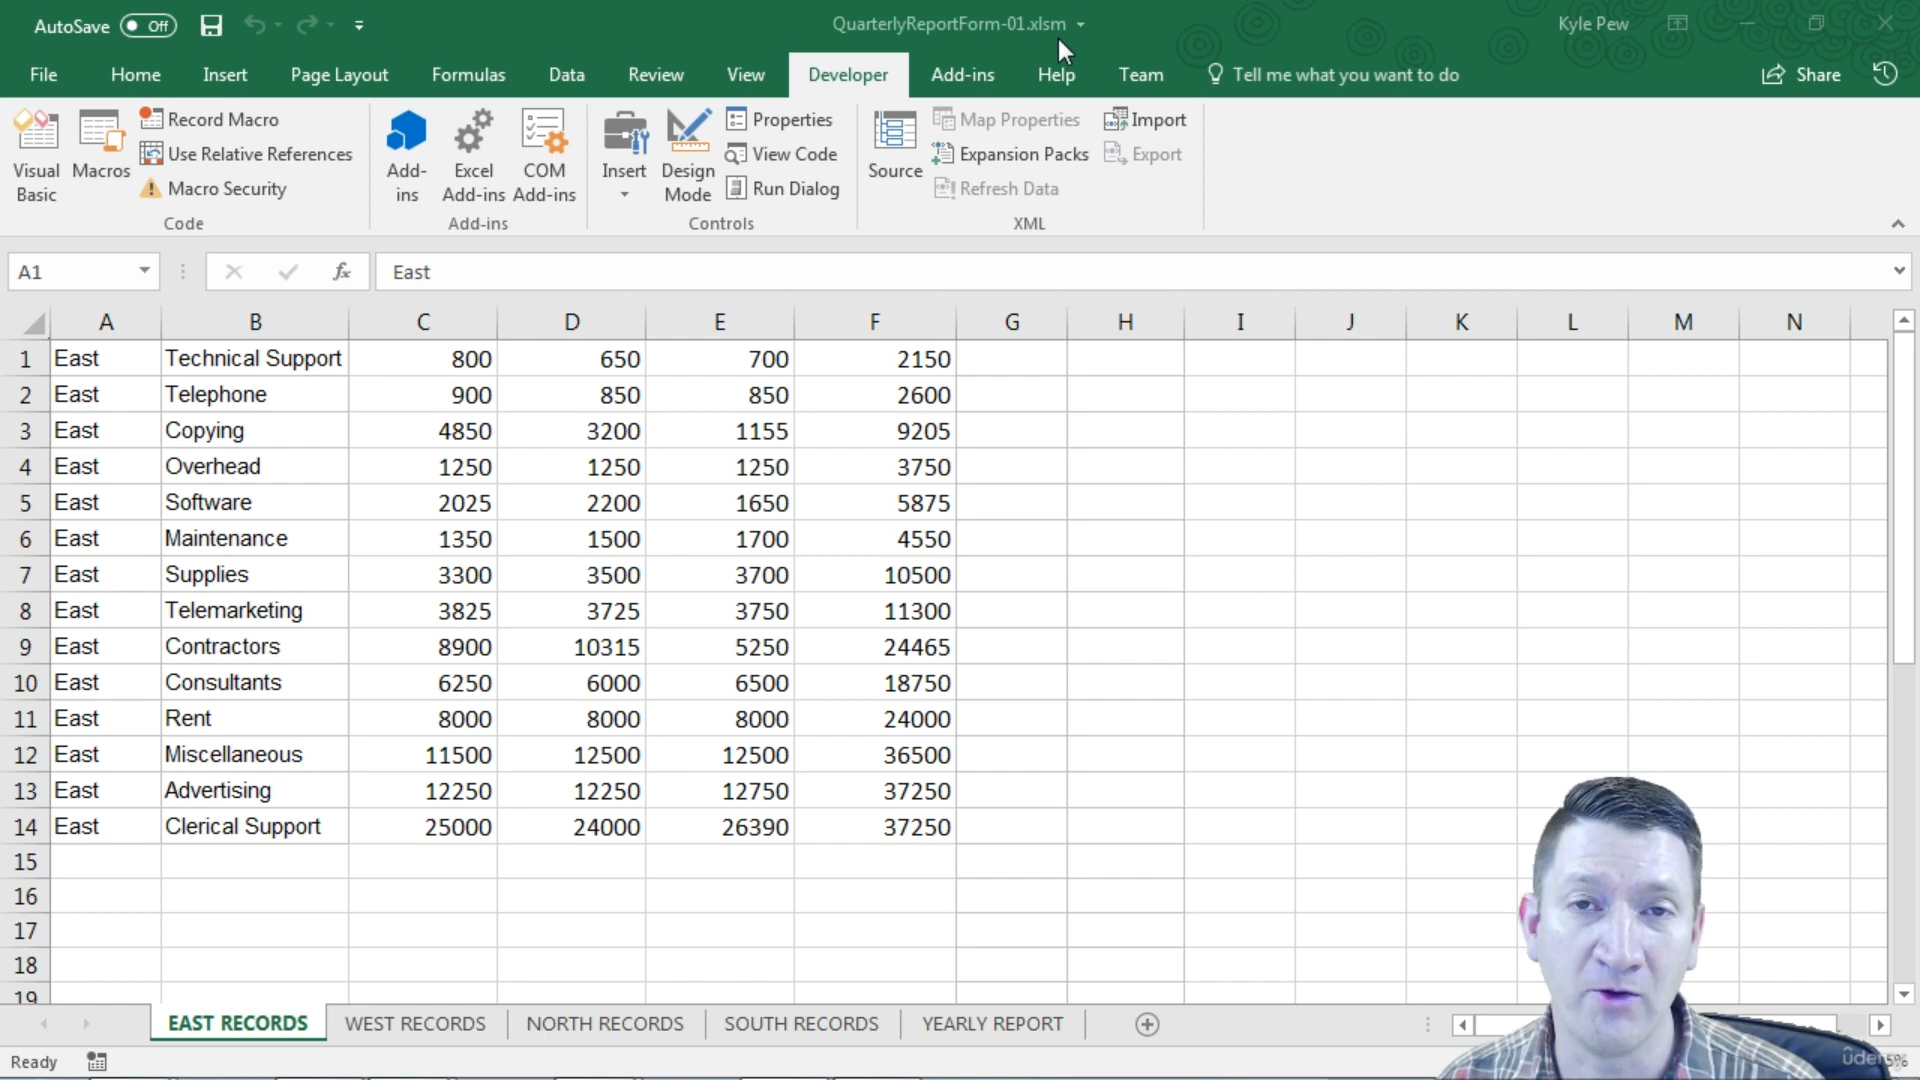 AutoSave Off QuarterlyReportForm-01.xlsm Kyle Pew
File Home Insert Page Layout Formulas Data Review View Developer Add-ins Help Team Tell me what you want to do Share
Visual Basic
Macros
Record Macro
Use Relative References
Macro Security
Code
Add-ins
Excel Add-ins
COM Add-ins
Add-ins
Insert
Design Mode
Properties
View Code
Run Dialog
Controls
Source
Map Properties
Expansion Packs
Refresh Data
Import
Export
XML
A1 fx East
A B C D E F G H I J K L M N
1 East Technical Support 800 650 700 2150
2 East Telephone 900 850 850 2600
3 East Copying 4850 3200 1155 9205
4 East Overhead 1250 1250 1250 3750
5 East Software 2025 2200 1650 5875
6 East Maintenance 1350 1500 1700 4550
7 East Supplies 3300 3500 3700 10500
8 East Telemarketing 3825 3725 3750 11300
9 East Contractors 8900 10315 5250 24465
10 East Consultants 6250 6000 6500 18750
11 East Rent 8000 8000 8000 24000
12 East Miscellaneous 11500 12500 12500 36500
13 East Advertising 12250 12250 12750 37250
14 East Clerical Support 25000 24000 26390 37250
15
16
17
18
19
EAST RECORDS WEST RECORDS NORTH RECORDS SOUTH RECORDS YEARLY REPORT
Ready